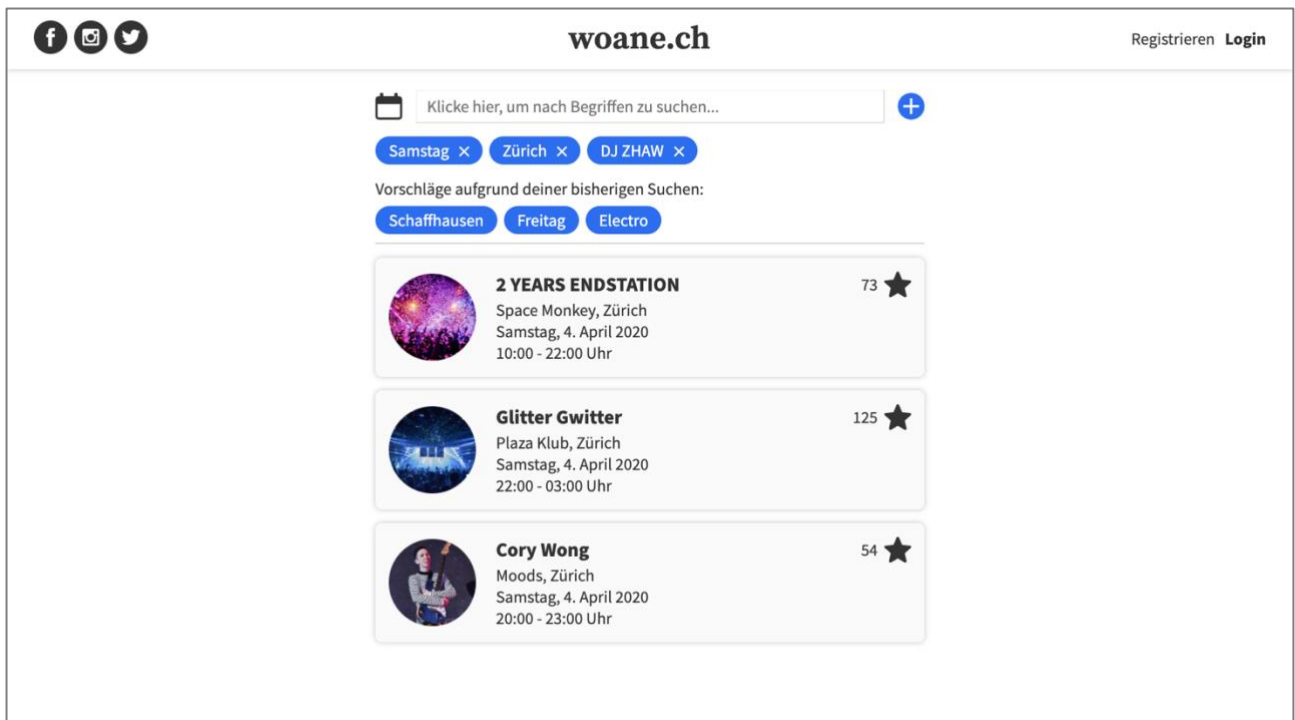 woane.ch
Registrieren Login
Klicke hier, um nach Begriffen zu suchen...
Samstag × Zürich × DJ ZHAW ×
Vorschläge aufgrund deiner bisherigen Suchen:
Schaffhausen Freitag Electro
2 YEARS ENDSTATION
73
Space Monkey, Zürich
Samstag, 4. April 2020
10:00 - 22:00 Uhr
Glitter Gwitter
125
Plaza Klub, Zürich
Samstag, 4. April 2020
22:00 - 03:00 Uhr
Cory Wong
54
Moods, Zürich
Samstag, 4. April 2020
20:00 - 23:00 Uhr